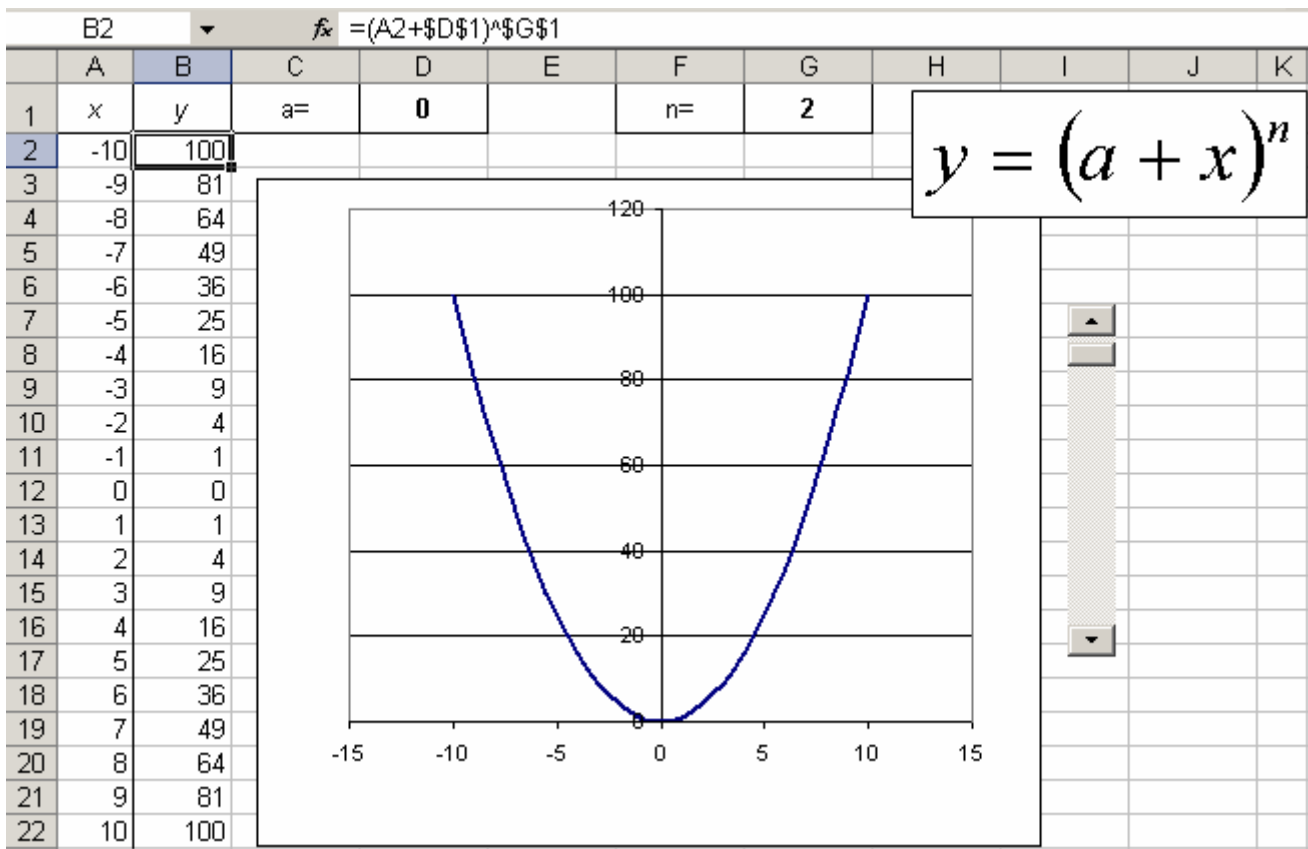 B2 fx =(A2+$D$1)^$G$1
A B C D E F G H I J K
1 x y a= 0 n= 2
y = (a + x)^n
2 -10 100
3 -9 81
4 -8 64
5 -7 49
6 -6 36
7 -5 25
8 -4 16
9 -3 9
10 -2 4
11 -1 1
12 0 0
13 1 1
14 2 4
15 3 9
16 4 16
17 5 25
18 6 36
19 7 49
20 8 64
21 9 81
22 10 100
120
100
80
60
40
20
0
-15 -10 -5 0 5 10 15